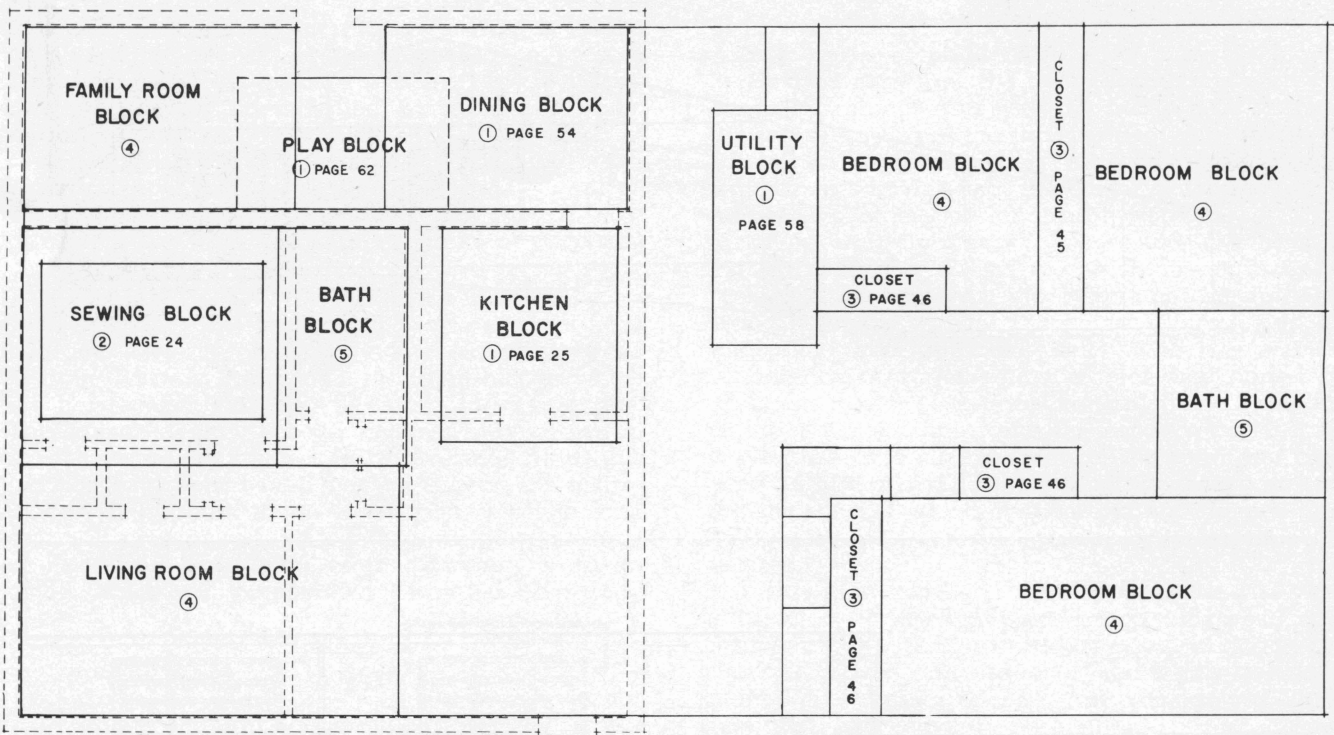 FAMILY ROOM
BLOCK
④
PLAY BLOCK
① PAGE 62
DINING BLOCK
① PAGE 54
UTILITY
BLOCK
①
PAGE 58
BEDROOM BLOCK
④
CLOSET ③ PAGE 45
BEDROOM BLOCK
④
CLOSET
③ PAGE 46
SEWING BLOCK
② PAGE 24
BATH
BLOCK
⑤
KITCHEN
BLOCK
① PAGE 25
BATH BLOCK
⑤
CLOSET
③ PAGE 46
LIVING ROOM BLOCK
④
CLOSET ③ PAGE 46
BEDROOM BLOCK
④